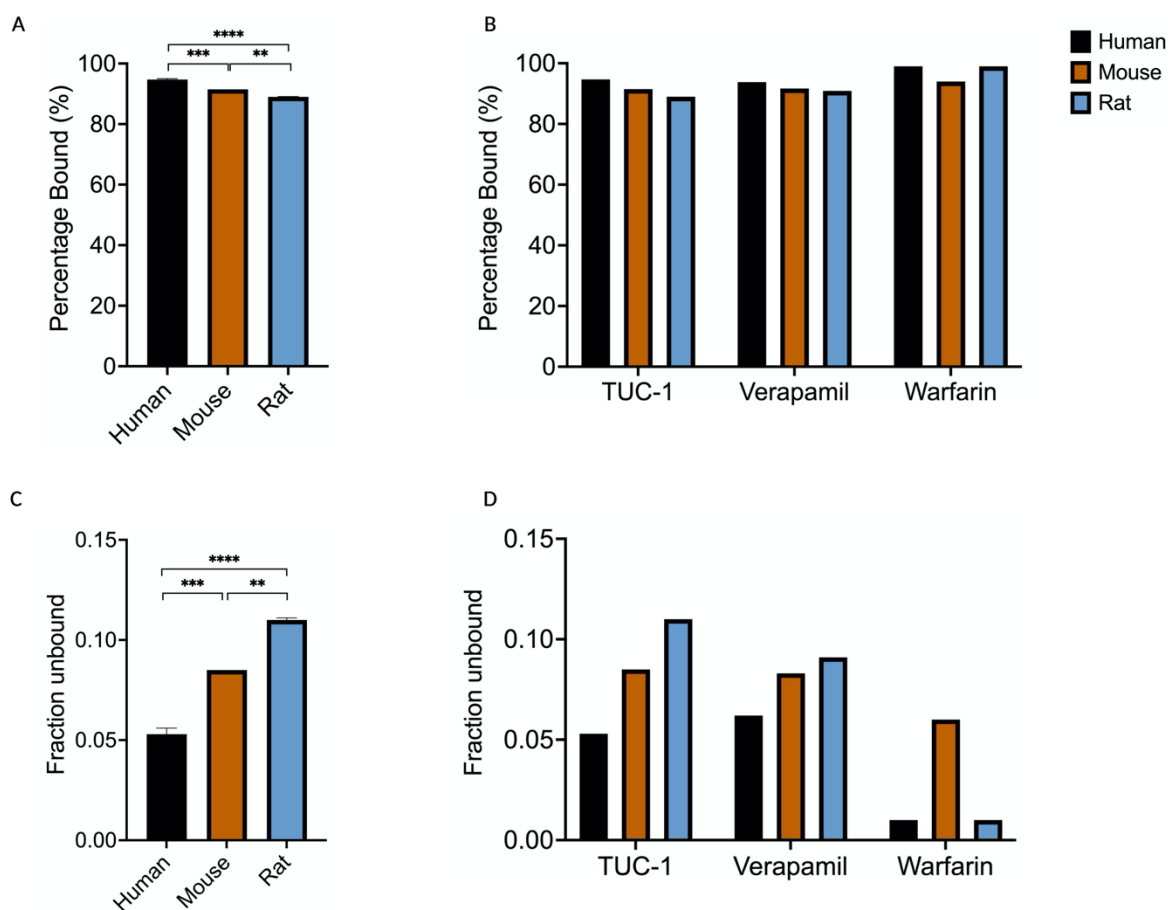 A
****
*** **
100
80
60
40
20
0
Percentage Bound (%)
Human
Mouse
Rat
B
100
80
60
40
20
0
Percentage Bound (%)
TUC-1 Verapamil Warfarin
Human
Mouse
Rat
C
****
*** **
0.15
0.10
0.05
0.00
Fraction unbound
Human
Mouse
Rat
D
0.15
0.10
0.05
0.00
Fraction unbound
TUC-1 Verapamil Warfarin